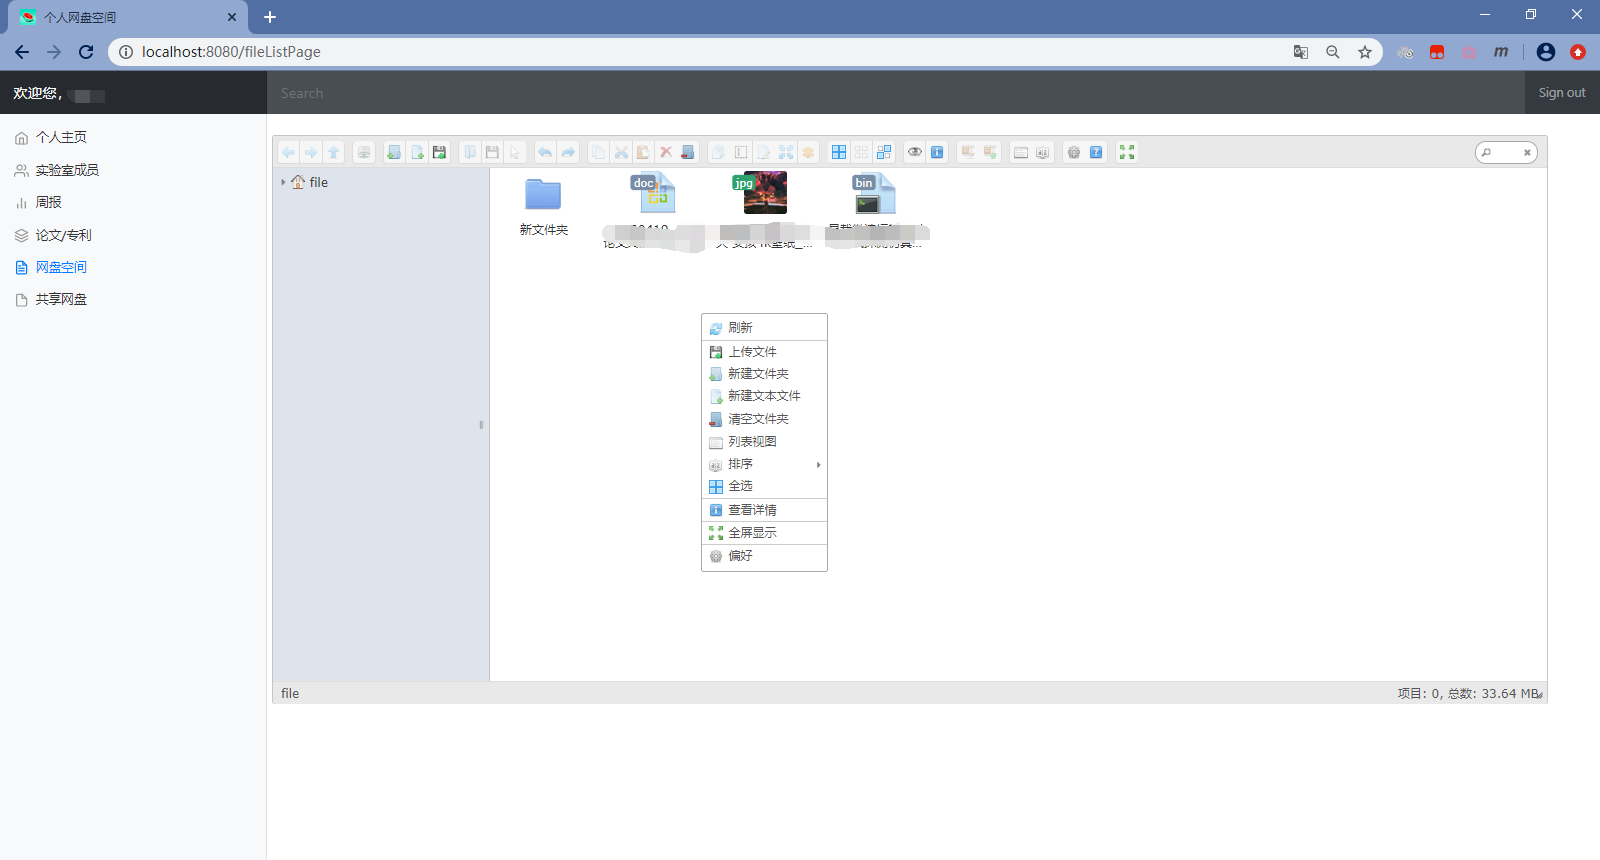 个人网盘空间
localhost:8080/fileListPage
欢迎您，
Search
Sign out
个人主页
实验室成员
周报
论文/专利
网盘空间
共享网盘
file
doc
jpg
bin
新文件夹
刷新
上传文件
新建文件夹
新建文本文件
清空文件夹
列表视图
排序
全选
查看详情
全屏显示
偏好
file
项目: 0, 总数: 33.64 MB